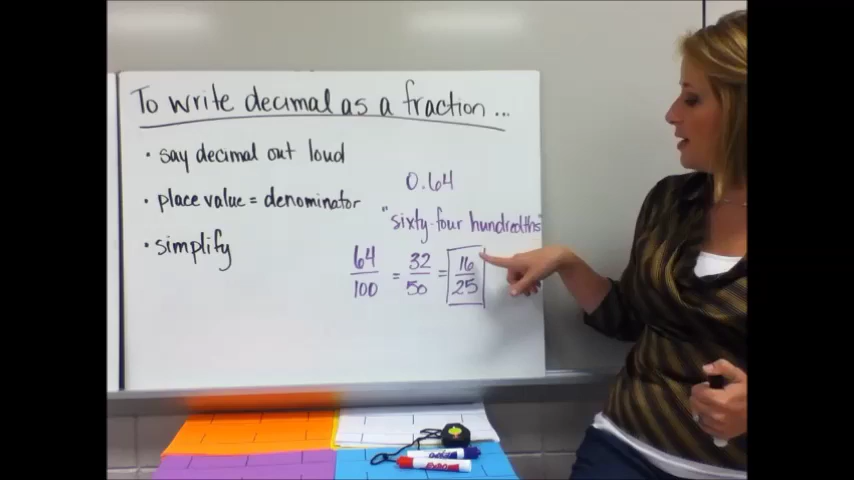 To write decimal as a fraction...
• say decimal out loud
• place value = denominator
• simplify
0.64
"sixty-four hundredths"
64/100 = 32/50 = 16/25
EXPO